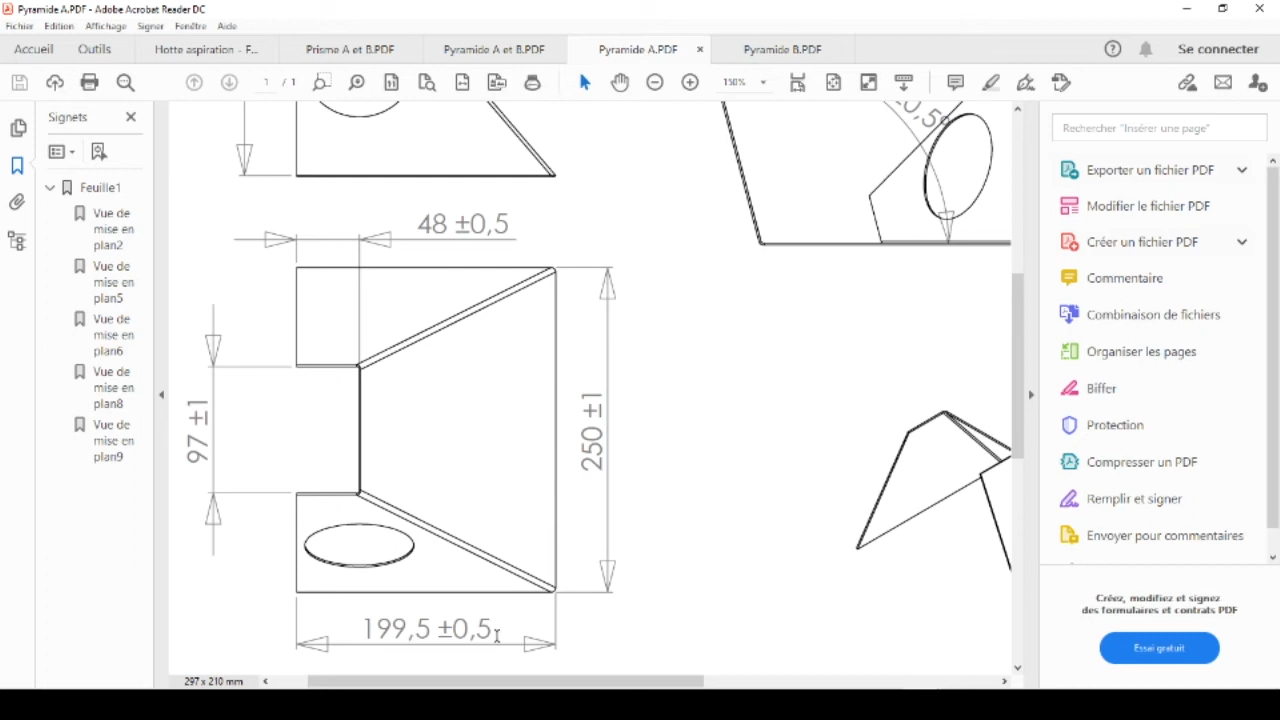 Pyramide A.PDF - Adobe Acrobat Reader DC
Fichier Edition Affichage Signer Fenêtre Aide
Accueil Outils Hotte aspiration - F... Prisme A et B.PDF Pyramide A et B.PDF Pyramide A.PDF × Pyramide B.PDF Se connecter
1 / 1 150%
Signets
Feuille1
Vue de
mise en
plan2
Vue de
mise en
plan5
Vue de
mise en
plan6
Vue de
mise en
plan8
Vue de
mise en
plan9
48 ±0,5
97 ±1
250 ±1
199,5 ±0,5
297 x 210 mm
Rechercher "Insérer une page"
Exporter un fichier PDF
Modifier le fichier PDF
Créer un fichier PDF
Commentaire
Combinaison de fichiers
Organiser les pages
Biffer
Protection
Compresser un PDF
Remplir et signer
Envoyer pour commentaires
Créez, modifiez et signez
des formulaires et contrats PDF
Essai gratuit